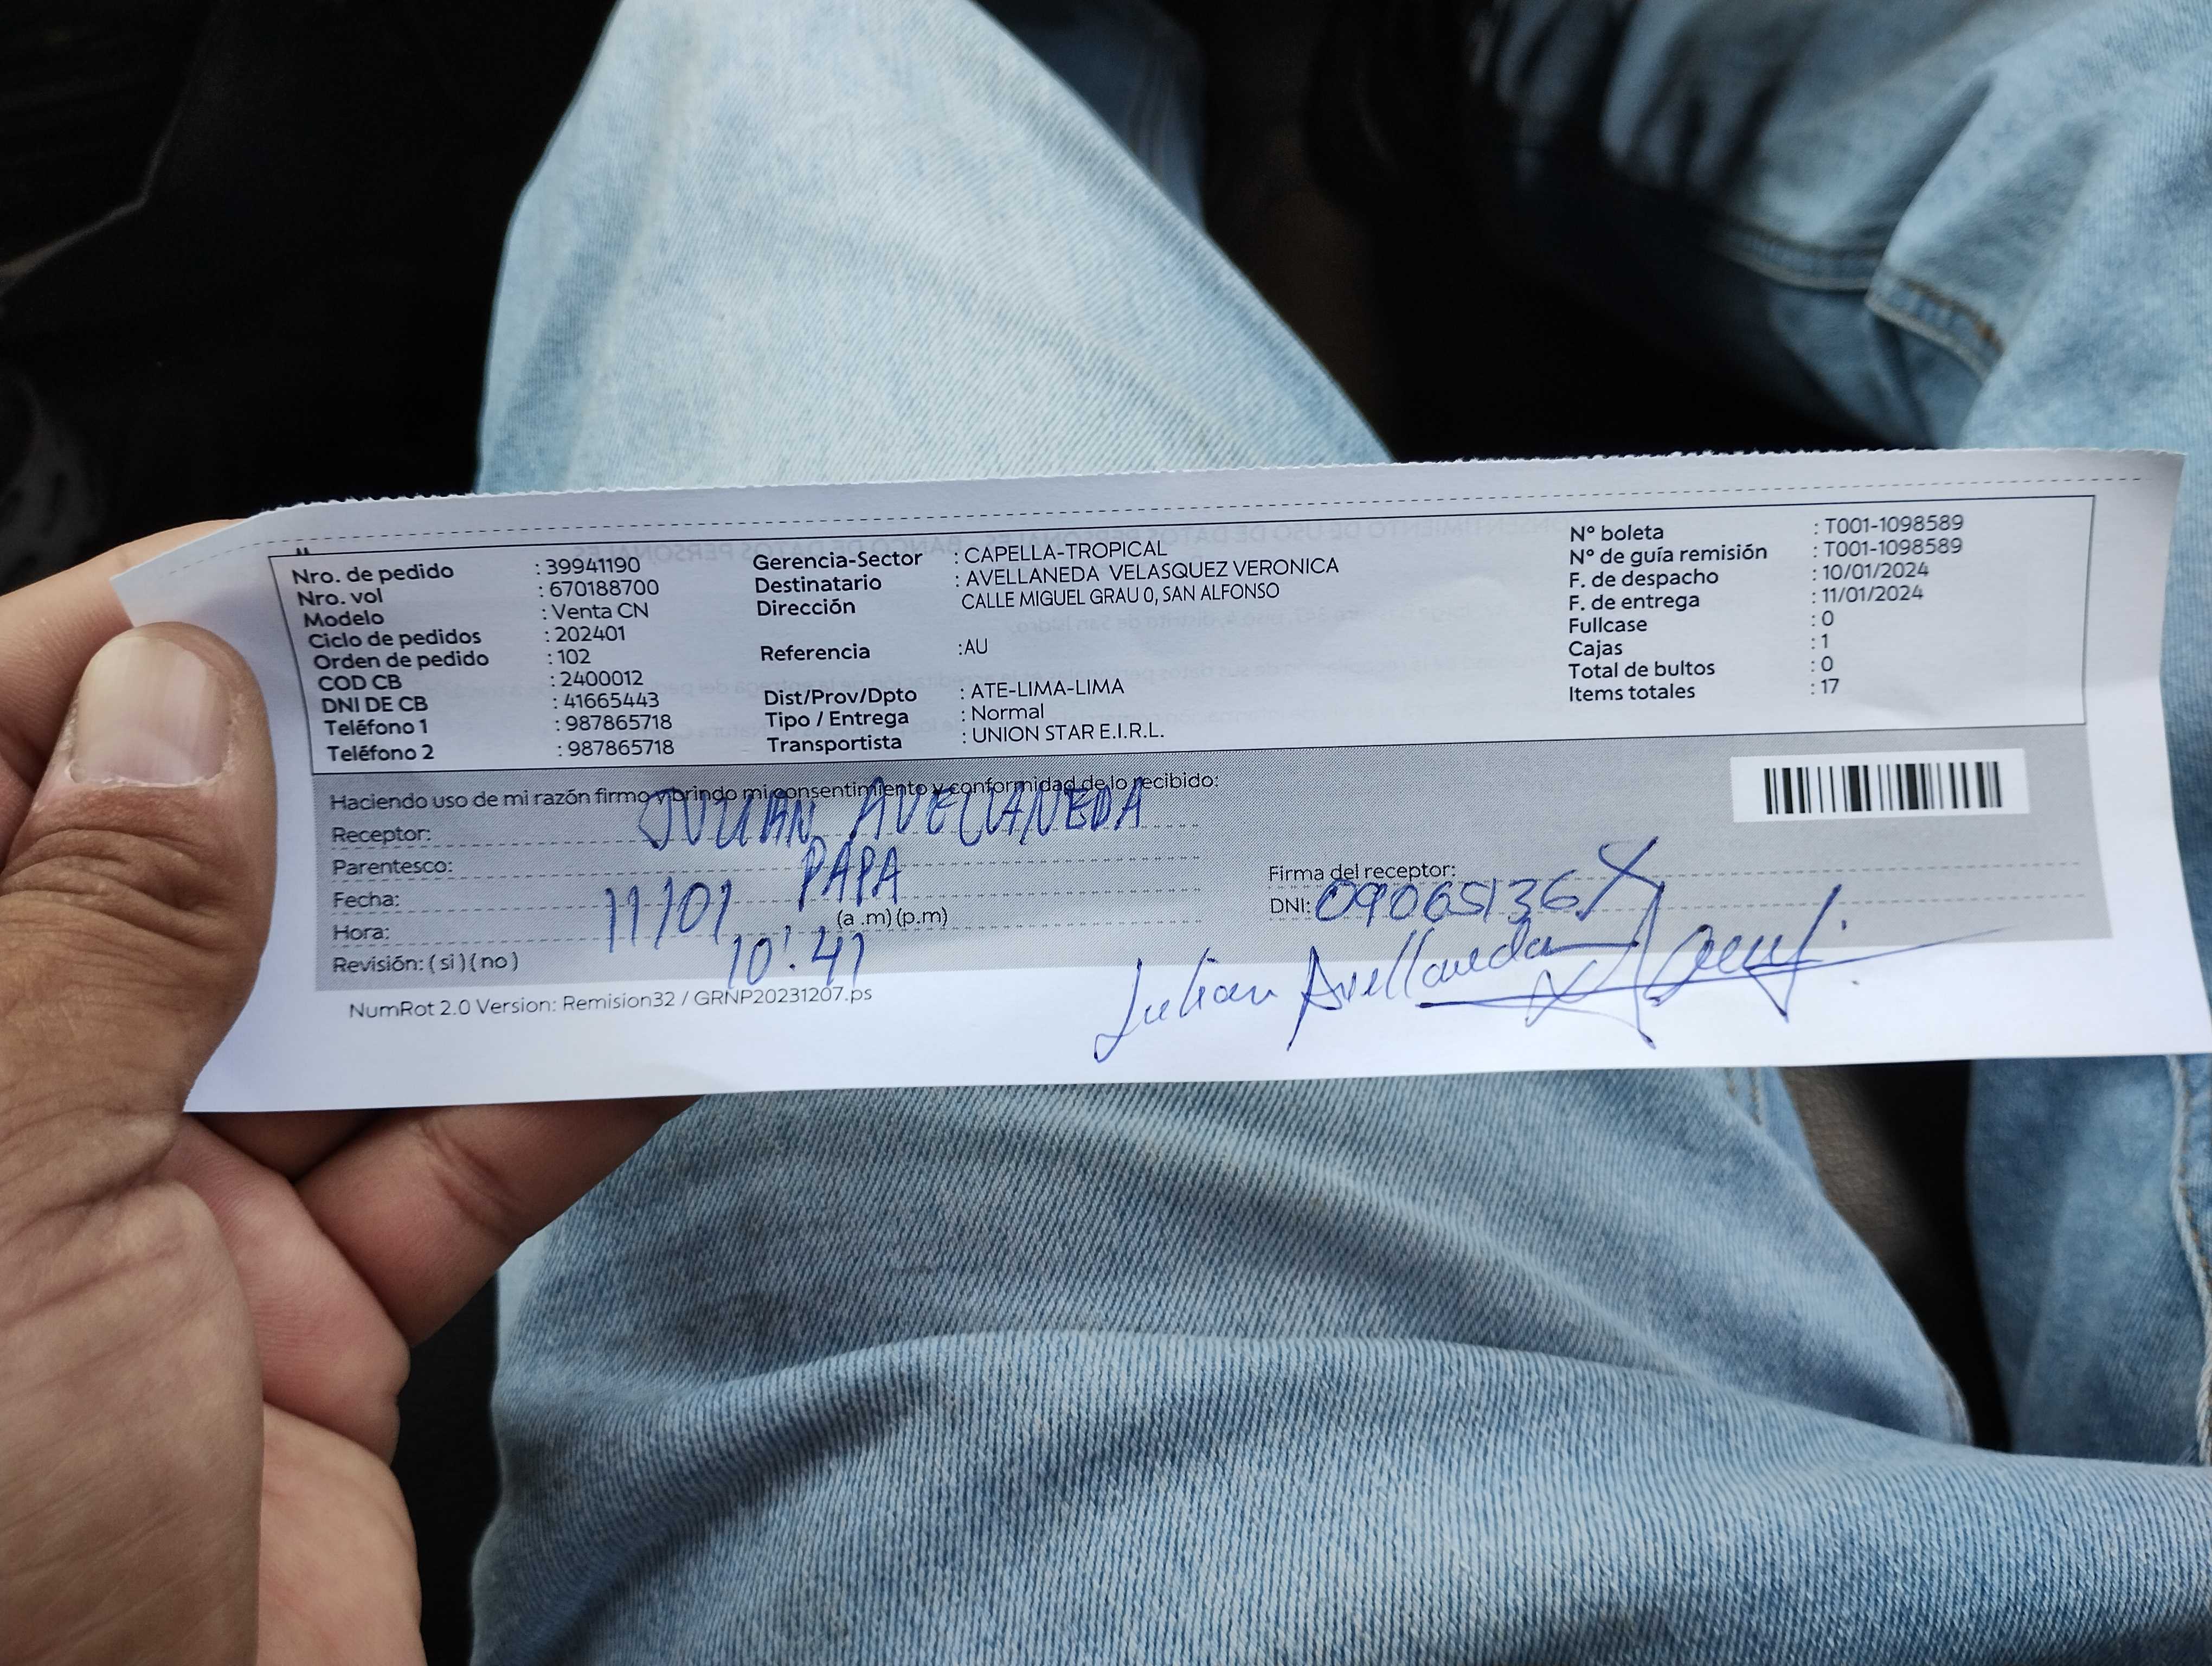 Nro. de pedido : 39941190
Nro. vol : 670188700
Modelo : Venta CN
Ciclo de pedidos : 202401
Orden de pedido : 102
COD CB : 2400012
DNI DE CB : 41665443
Teléfono 1 : 987865718
Teléfono 2 : 987865718
Gerencia-Sector : CAPELLA-TROPICAL
Destinatario : AVELLANEDA VELASQUEZ VERONICA
Dirección CALLE MIGUEL GRAU 0, SAN ALFONSO
Referencia :AU
Dist/Prov/Dpto : ATE-LIMA-LIMA
Tipo / Entrega : Normal
Transportista : UNION STAR E.I.R.L.
N° boleta : T001-1098589
N° de guía remisión : T001-1098589
F. de despacho : 10/01/2024
F. de entrega : 11/01/2024
Fullcase : 0
Cajas : 1
Total de bultos : 0
Items totales : 17
Haciendo uso de mi razón firmo y brindo mi consentimiento y conformidad de lo recibido:
Receptor: JULIAN AVELLANEDA
Parentesco: PAPA
Fecha: 11/01
Hora: 10:41 (a .m) (p.m)
Revisión: ( si ) ( no )
Firma del receptor:
DNI: 09065136
Julian Avellaneda
NumRot 2.0 Version: Remision32 / GRNP20231207.ps